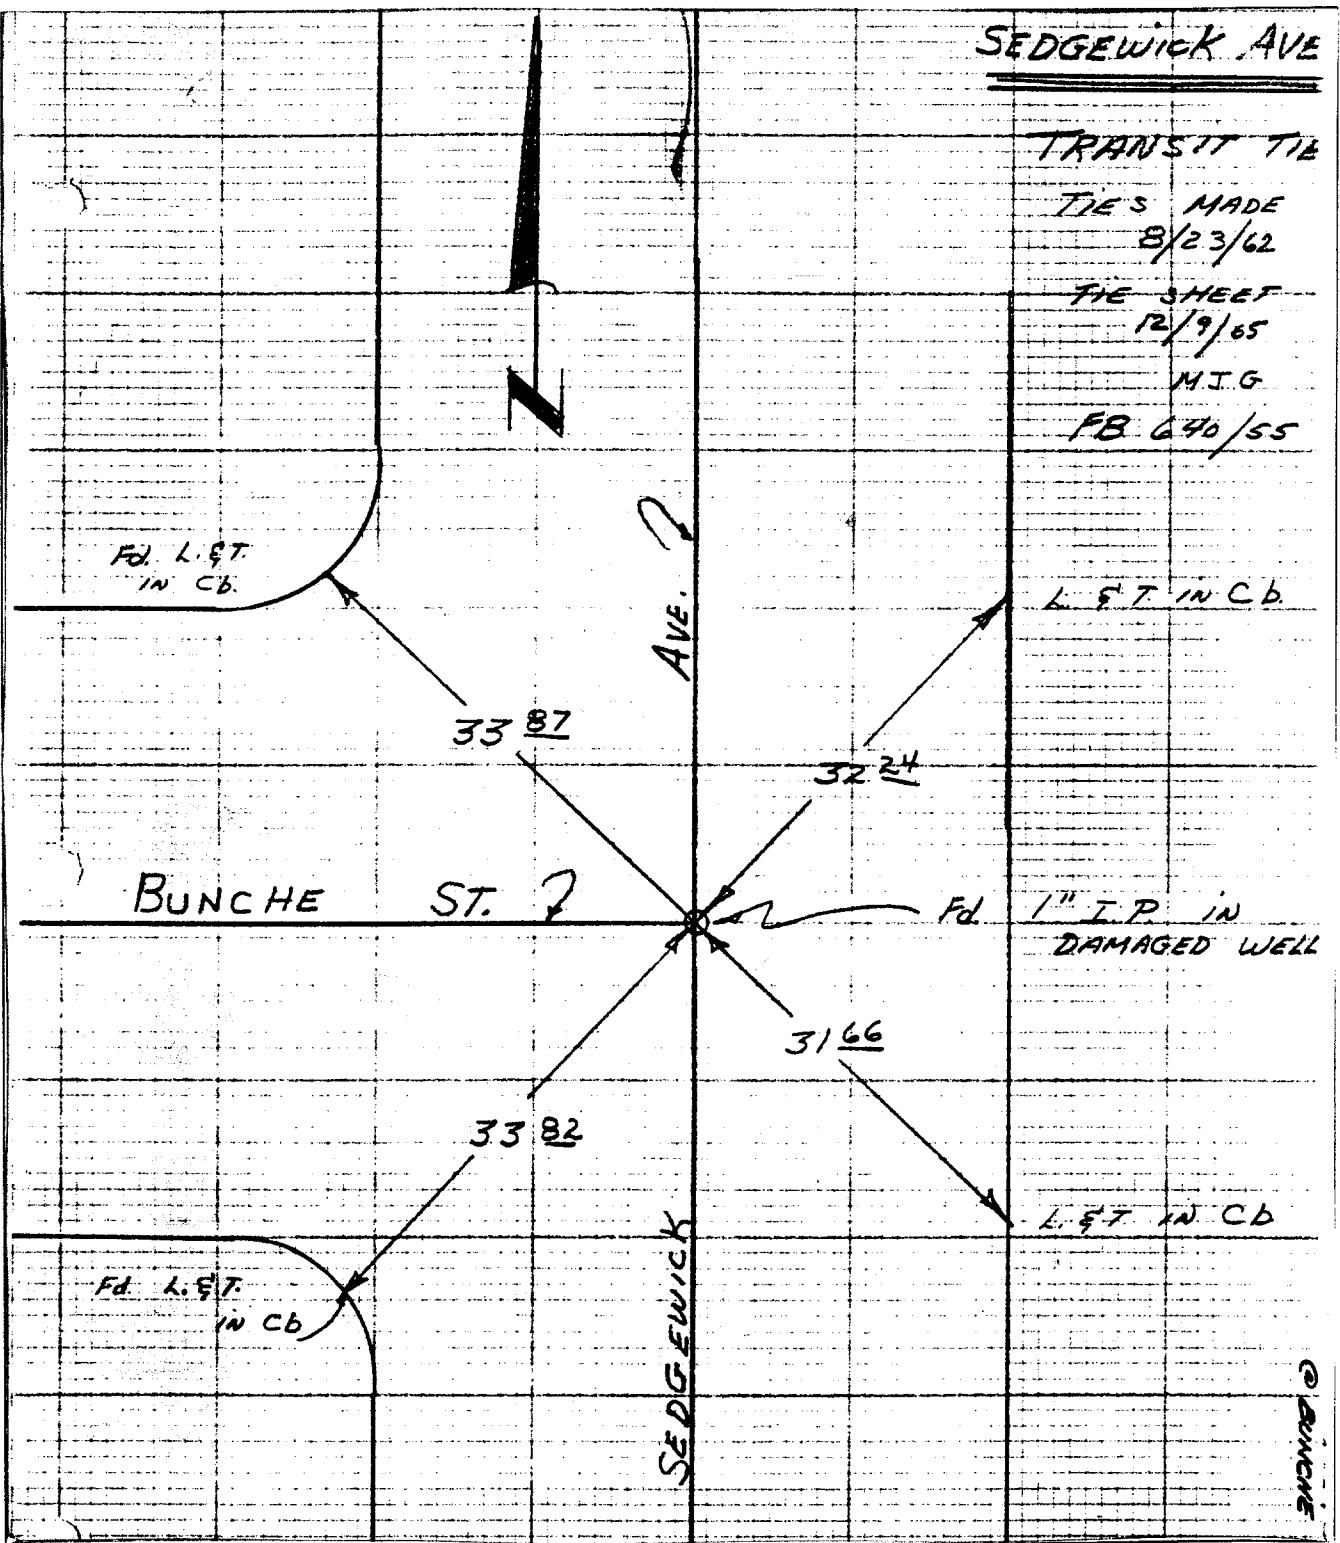 SEDGEWICK AVE
TRANSIT TIE
TIES MADE
8/23/62
TIE SHEET
12/9/65
MJG
FB 640/55
Fd. L. & T.
IN Cb.
L. & T. IN Cb.
AVE.
33 87
32 24
BUNCHE ST.
Fd. 1" I.P. IN
DAMAGED WELL
31 66
33 82
L. & T. IN Cb
SEDGEWICK
Fd. L. & T.
IN Cb
@ BUNCHE
N